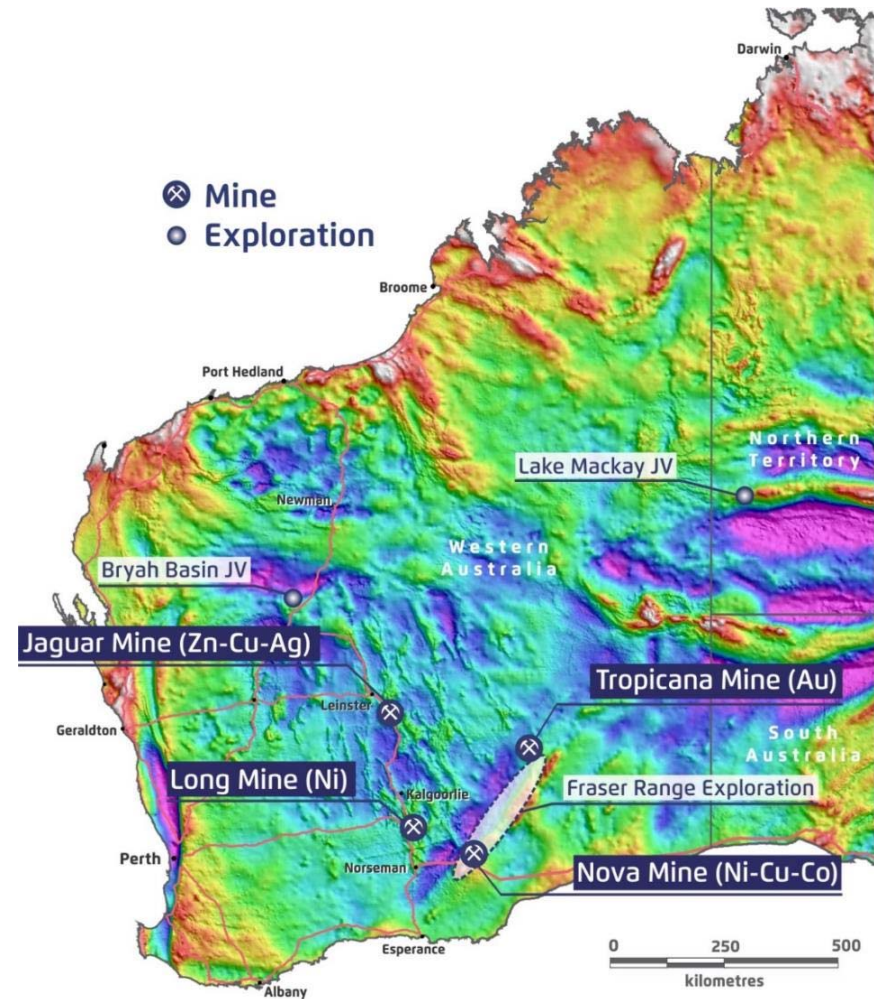 Darwin
Mine
Exploration
Broome
Port Hedland
Northern
Territory
Lake Mackay JV
Newman
Western
Australia
Bryah Basin JV
Jaguar Mine (Zn-Cu-Ag)
Tropicana Mine (Au)
Leinster
Geraldton
South
Australia
Long Mine (Ni)
Fraser Range Exploration
Kalgoorlie
Perth
Norseman
Nova Mine (Ni-Cu-Co)
Esperance
0 250 500
kilometres
Albany